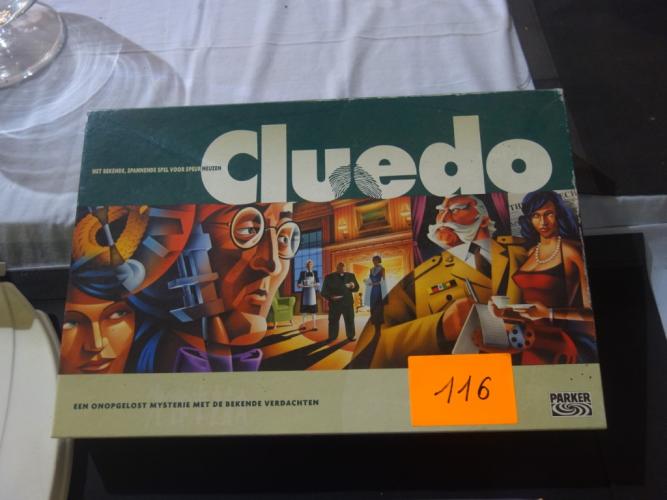 HET BEKENDE, SPANNENDE SPEL VOOR SPEURNEUZEN
Cluedo
EEN ONOPGELOST MYSTERIE MET DE BEKENDE VERDACHTEN
116
PARKER